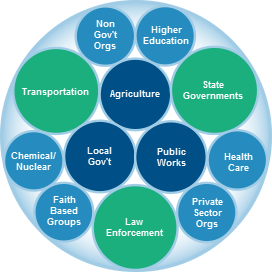 Non
Gov't
Orgs
Higher
Education
Transportation
Agriculture
State
Governments
Local
Gov't
Public
Works
Chemical/
Nuclear
Health
Care
Faith
Based
Groups
Law
Enforcement
Private
Sector
Orgs